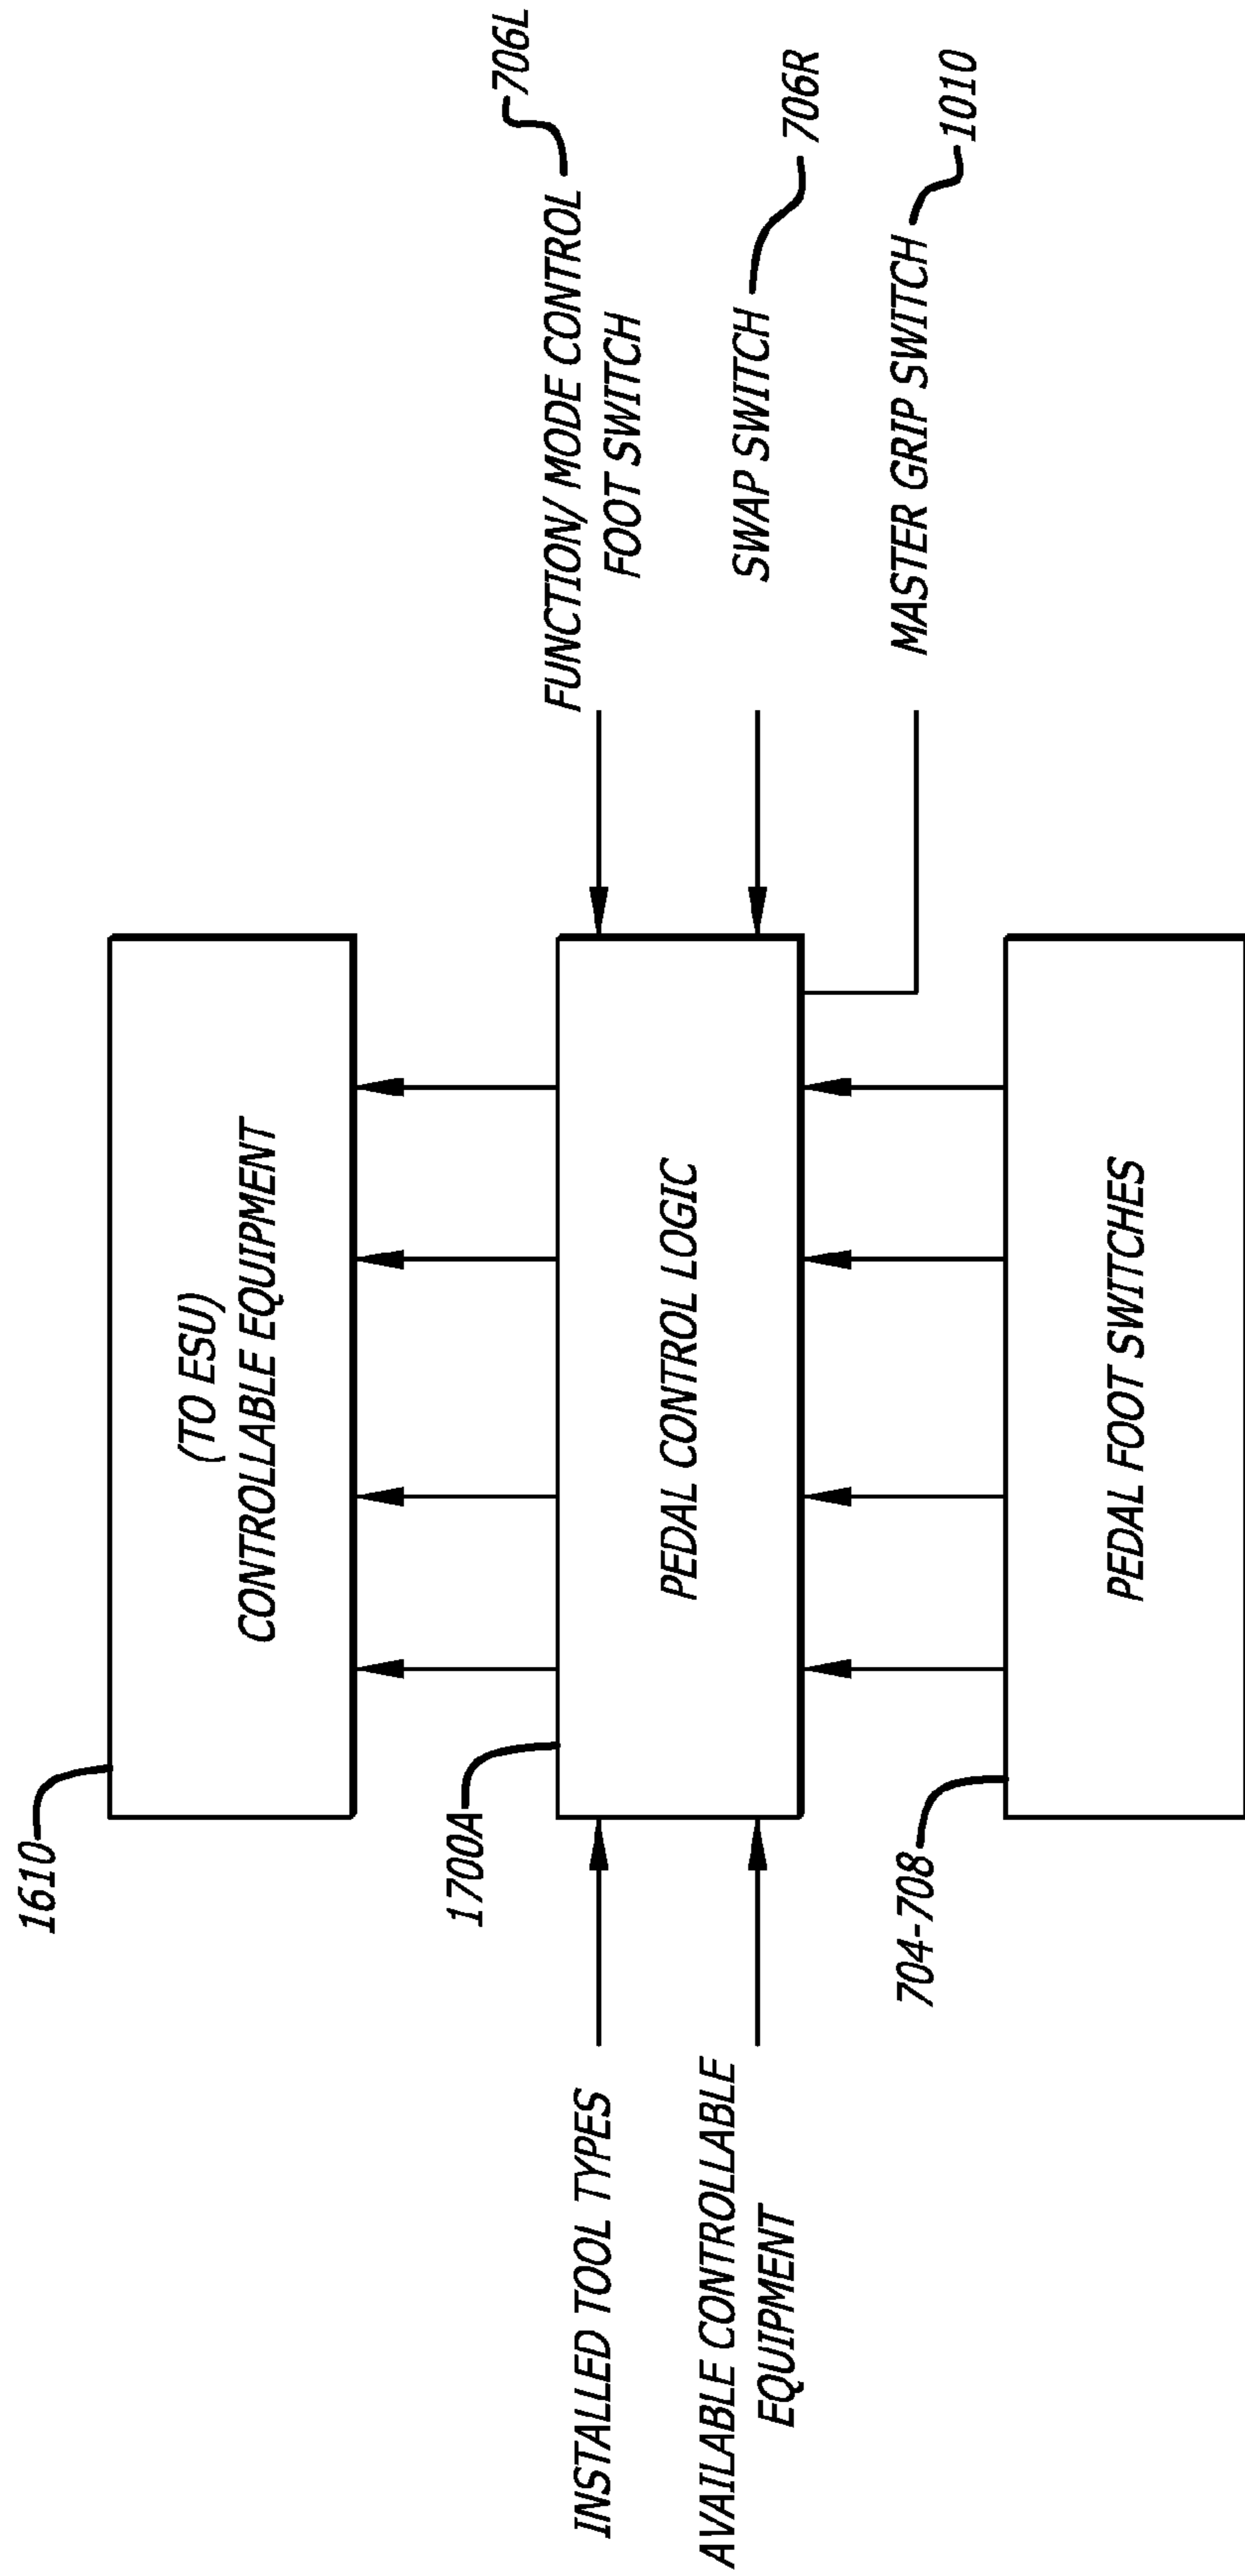 1610
(TO ESU)
CONTROLLABLE EQUIPMENT
1700A
INSTALLED TOOL TYPES
AVAILABLE CONTROLLABLE
EQUIPMENT
PEDAL CONTROL LOGIC
FUNCTION/ MODE CONTROL
FOOT SWITCH
706L
SWAP SWITCH
706R
MASTER GRIP SWITCH
1010
704-708
PEDAL FOOT SWITCHES